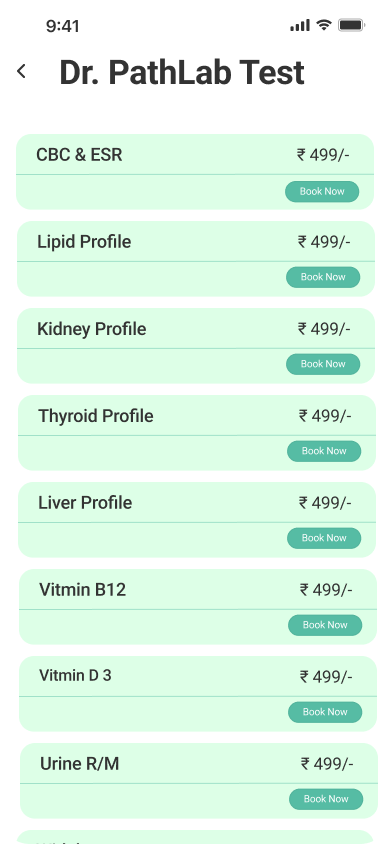 9:41
Dr. PathLab Test
CBC & ESR ₹ 499/-
Book Now
Lipid Profile ₹ 499/-
Book Now
Kidney Profile ₹ 499/-
Book Now
Thyroid Profile ₹ 499/-
Book Now
Liver Profile ₹ 499/-
Book Now
Vitmin B12 ₹ 499/-
Book Now
Vitmin D 3 ₹ 499/-
Book Now
Urine R/M ₹ 499/-
Book Now